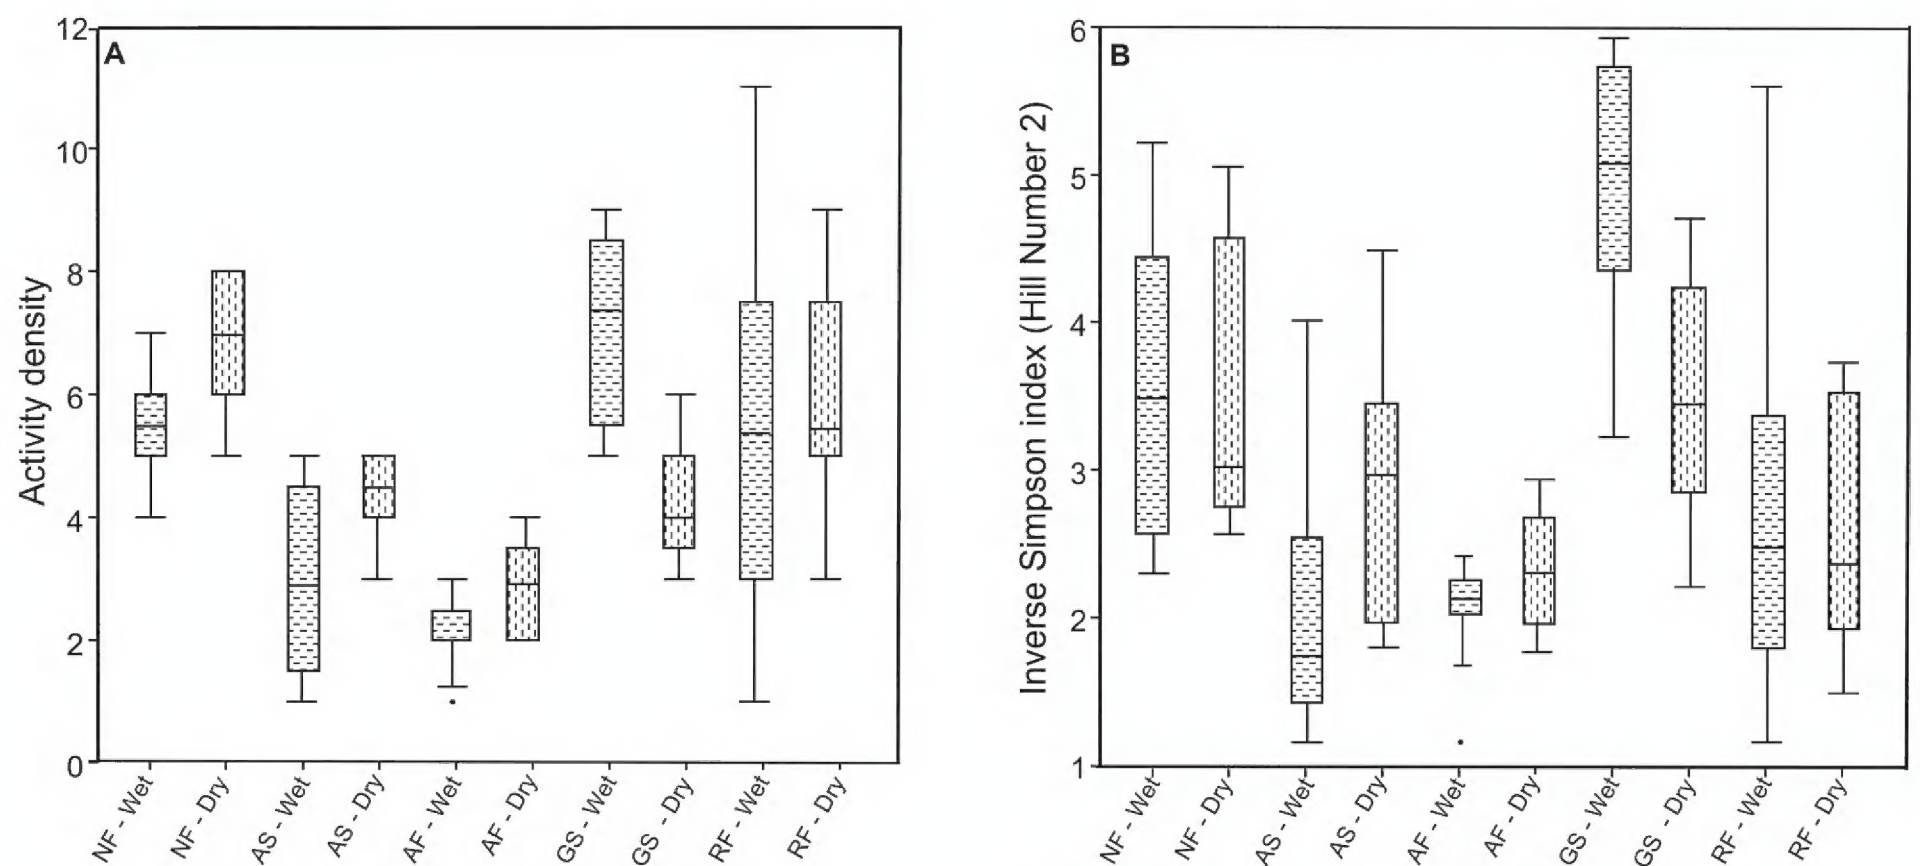 A
Activity density
12
10
8
6
4
2
0
NF - Wet
NF - Dry
AS - Wet
AS - Dry
AF - Wet
AF - Dry
GS - Wet
GS - Dry
RF - Wet
RF - Dry
B
Inverse Simpson index (Hill Number 2)
6
5
4
3
2
1
NF - Wet
NF - Dry
AS - Wet
AS - Dry
AF - Wet
AF - Dry
GS - Wet
GS - Dry
RF - Wet
RF - Dry